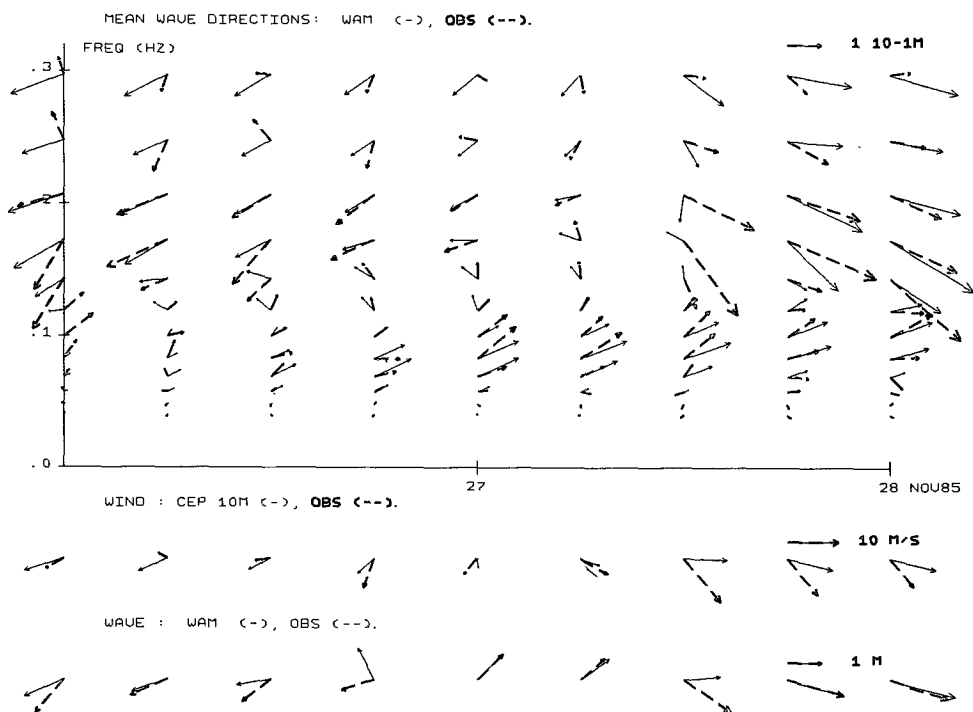 MEAN WAVE DIRECTIONS: WAM (-), OBS (--).
FREQ (HZ)
1 10-1M
.3
.2
.1
.0
27
28 NOV85
WIND : CEP 10M (-), OBS (--).
10 M/S
WAVE : WAM (-), OBS (--).
1 M